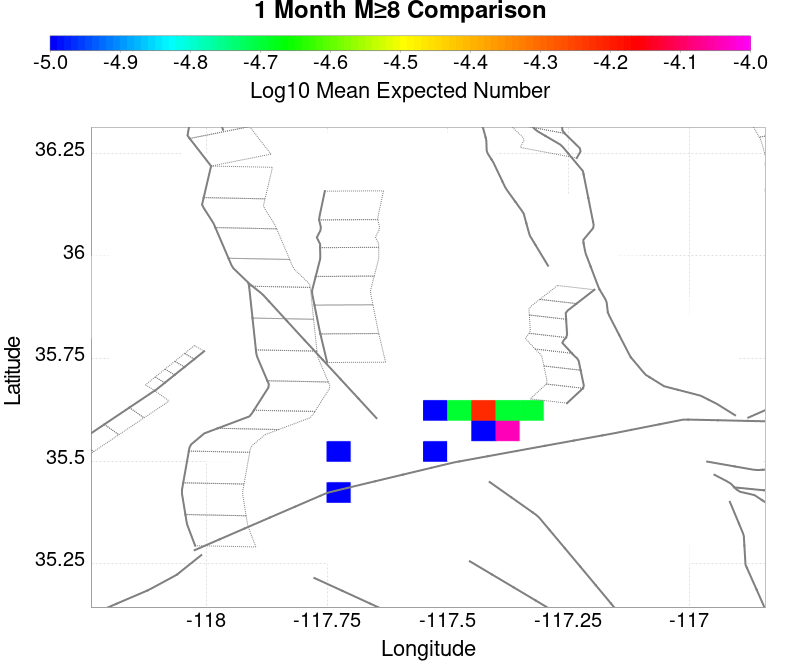 1 Month M≥8 Comparison
-5.0 -4.9 -4.8 -4.7 -4.6 -4.5 -4.4 -4.3 -4.2 -4.1 -4.0
Log10 Mean Expected Number
36.25
36
35.75
35.5
35.25
Latitude
-118 -117.75 -117.5 -117.25 -117
Longitude